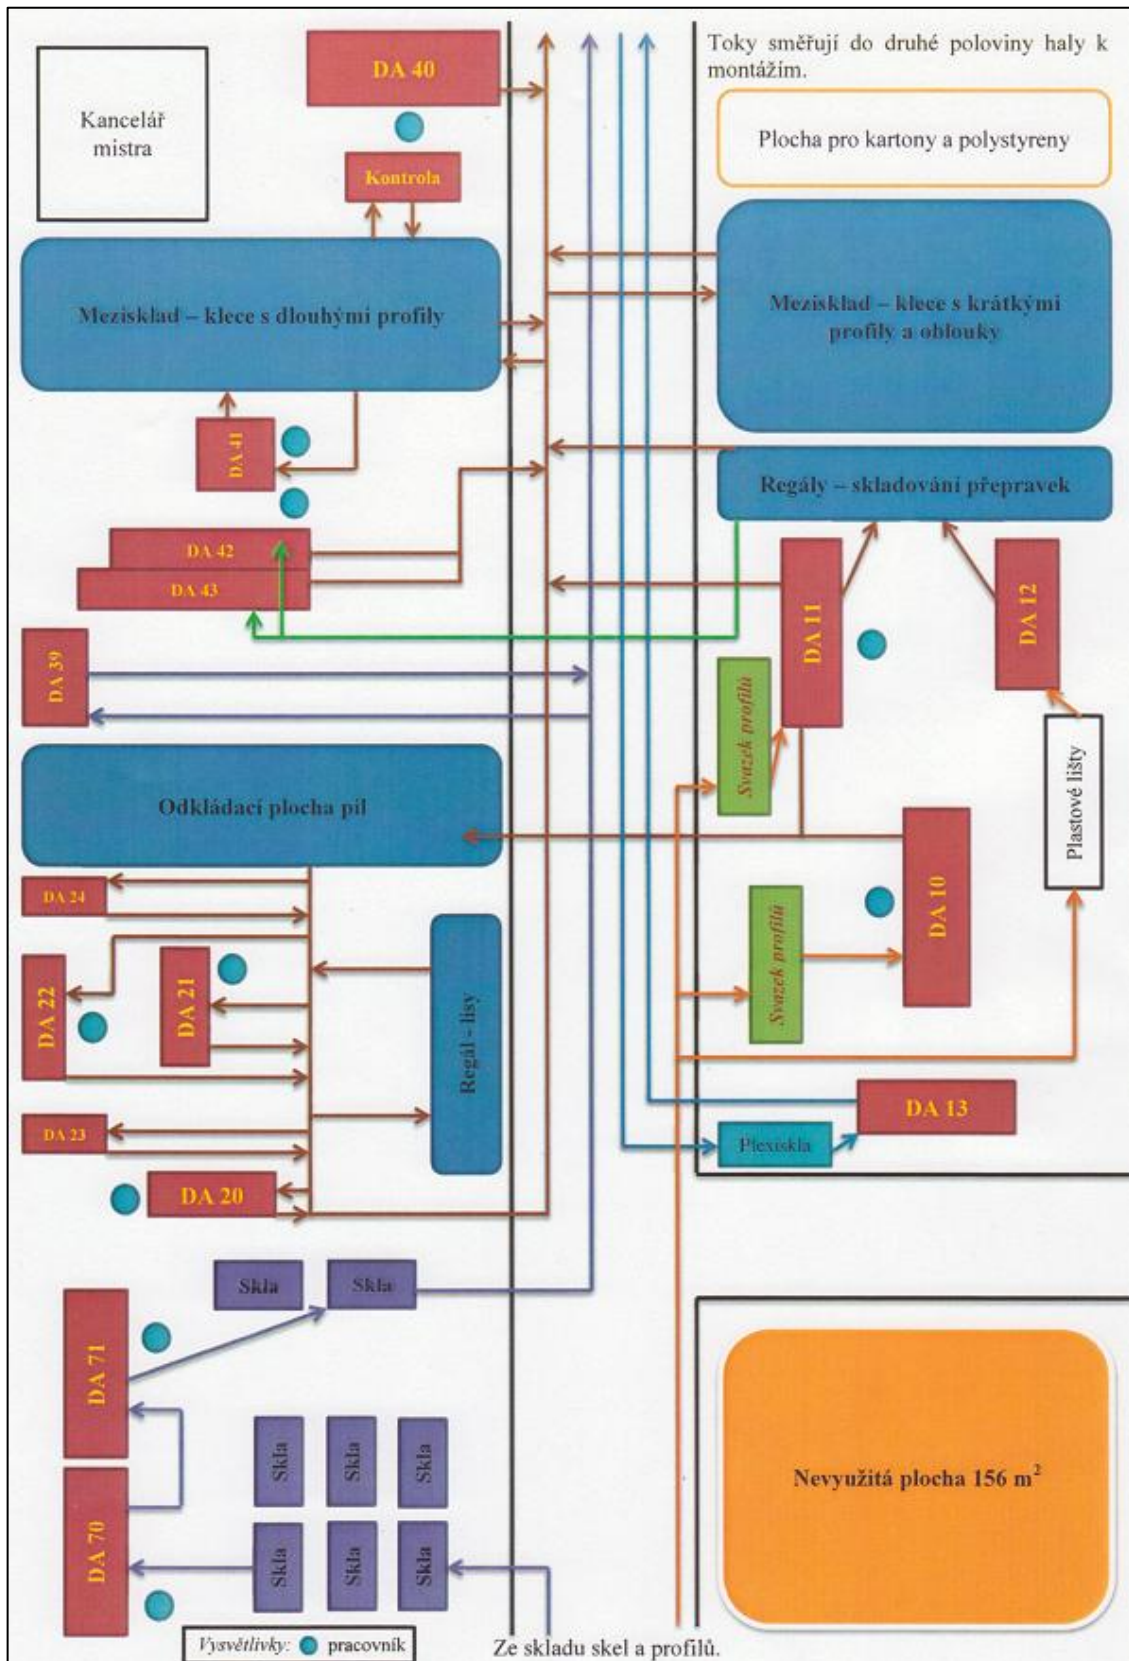 Toky směřují do druhé poloviny haly k
montážím.
DA 40
Kancelář
mistra
Plocha pro kartony a polystyreny
Kontrola
Mezisklad – klece s dlouhými profily
Mezisklad – klece s krátkými
profily a oblouky
DA 41
Regály – skladování přepravek
DA 42
DA 43
DA 11
DA 12
DA 39
Svazek profilů
Plastové lišty
Odkládací plocha pil
DA 10
DA 24
Svazek profilů
DA 22
DA 21
Regál - lisy
DA 13
DA 23
Plexiskla
DA 20
Skla
Skla
DA 71
Skla
Skla
Skla
Nevyužitá plocha 156 m²
DA 70
Skla
Skla
Skla
Vysvětlivky: pracovník
Ze skladu skel a profilů.